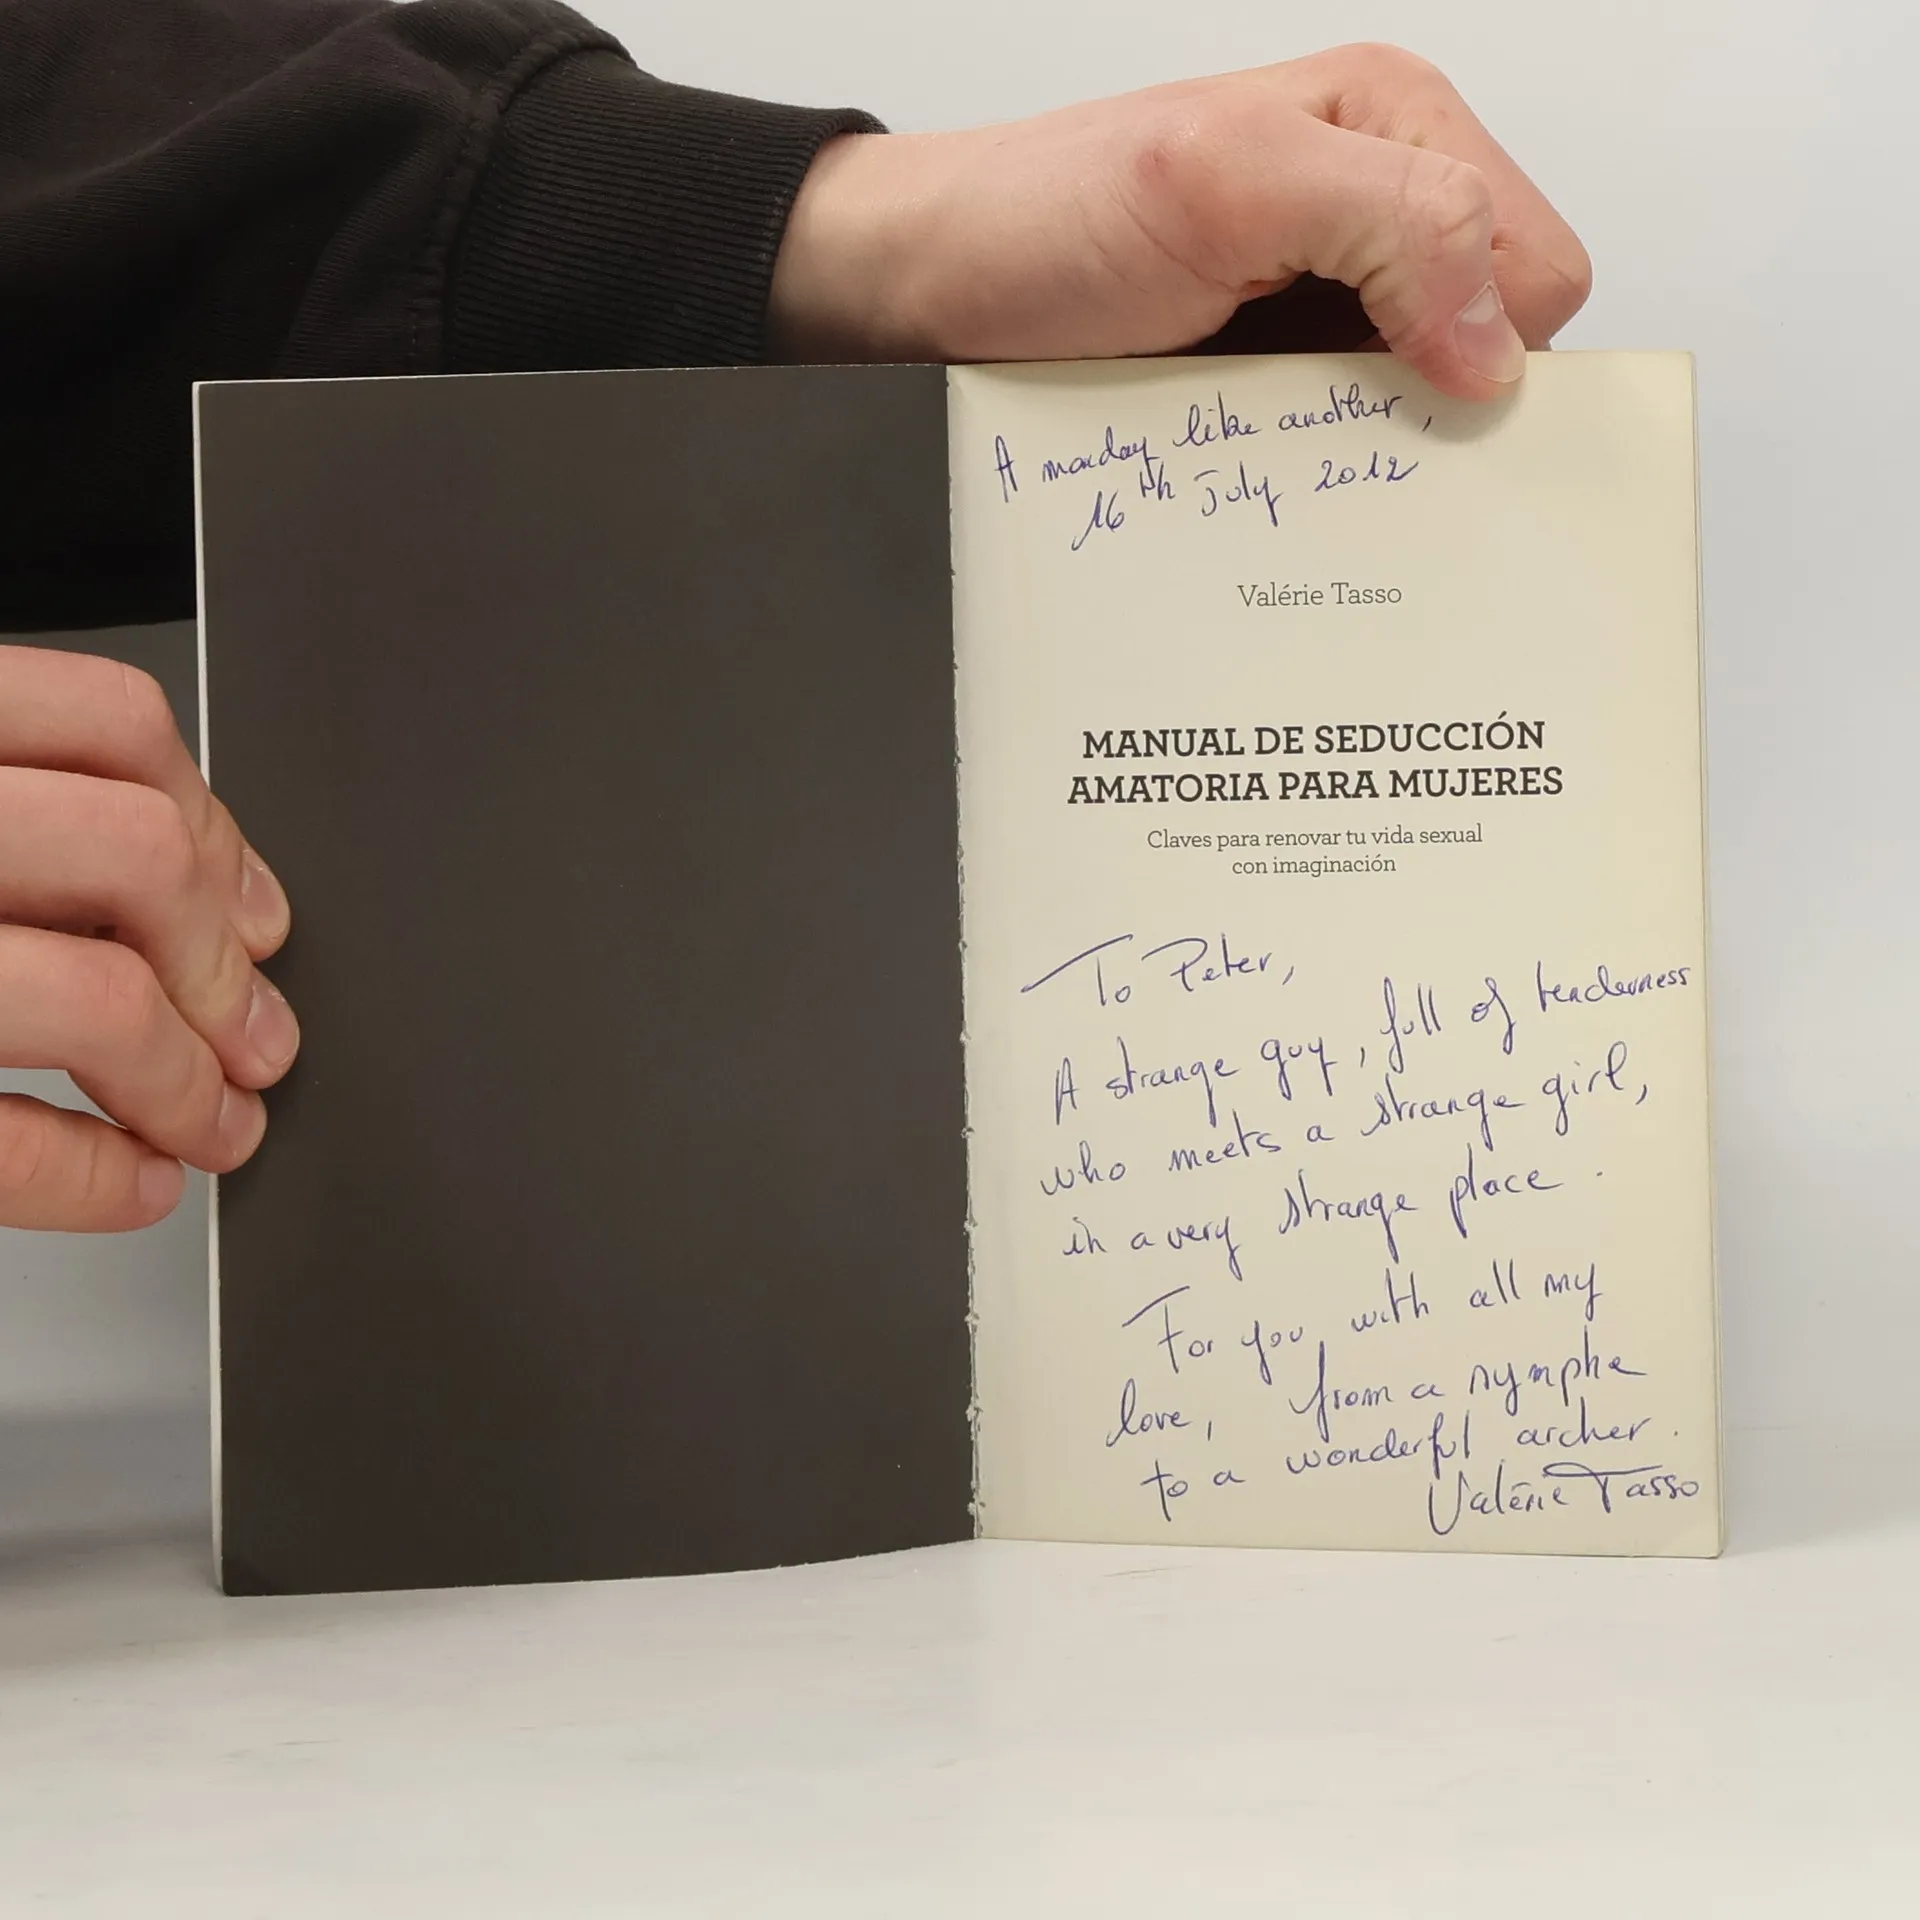 A monday like another,
16th July 2012
Valérie Tasso
MANUAL DE SEDUCCIÓN
AMATORIA PARA MUJERES
Claves para renovar tu vida sexual
con imaginación
To Peter,
A strange guy, full of tenderness
who meets a strange girl,
in a very strange place.
For you, with all my
love, from a nymphe
to a wonderful archer.
Valérie Tasso